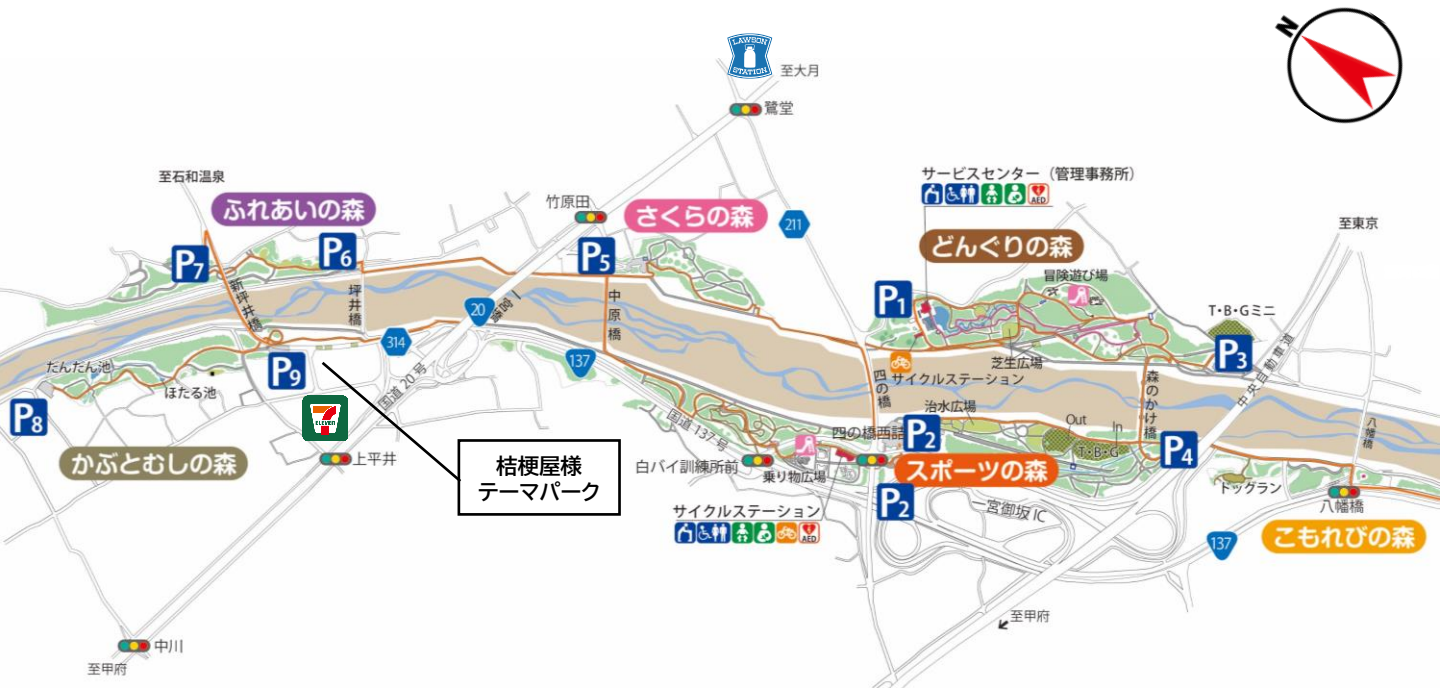 N
LAWSON
STATION
至大月
鷺堂
至石和温泉
ふれあいの森
竹原田
さくらの森
211
サービスセンター（管理事務所）
AED
どんぐりの森
至東京
P7
P6
P5
P1
冒険遊び場
T・B・Gミニ
新坪井橋
坪井橋
20
一宮橋
中原橋
314
137
P3
芝生広場
サイクルステーション
四の橋
森のかけ橋
中央自動車道
だんだん池
ほたる池
P9
P8
国道20号
7
ELEVEN
治水広場
Out
In
T・B・G
八幡橋
国道137号
四の橋西詰
P2
P4
かぶとむしの森
上平井
桔梗屋様
テーマパーク
白バイ訓練所前
乗り物広場
スポーツの森
P2
ドッグラン
八幡橋
サイクルステーション
AED
一宮御坂IC
137
こもれびの森
至甲府
中川
至甲府